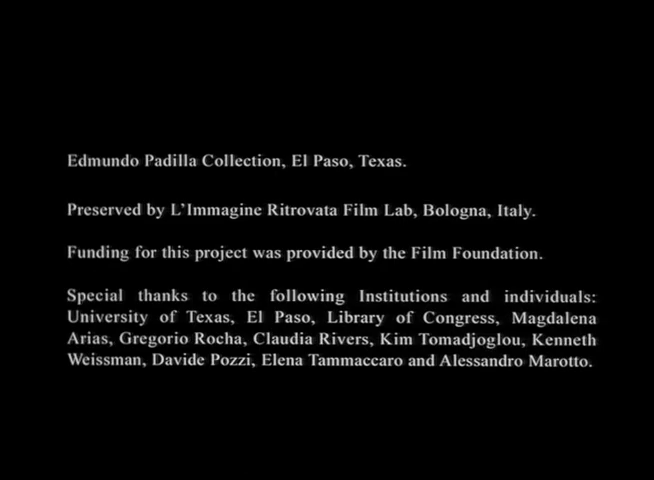 Edmundo Padilla Collection, El Paso, Texas.
Preserved by L'Immagine Ritrovata Film Lab, Bologna, Italy.
Funding for this project was provided by the Film Foundation.
Special thanks to the following Institutions and individuals:
University of Texas, El Paso, Library of Congress, Magdalena
Arias, Gregorio Rocha, Claudia Rivers, Kim Tomadjoglou, Kenneth
Weissman, Davide Pozzi, Elena Tammaccaro and Alessandro Marotto.